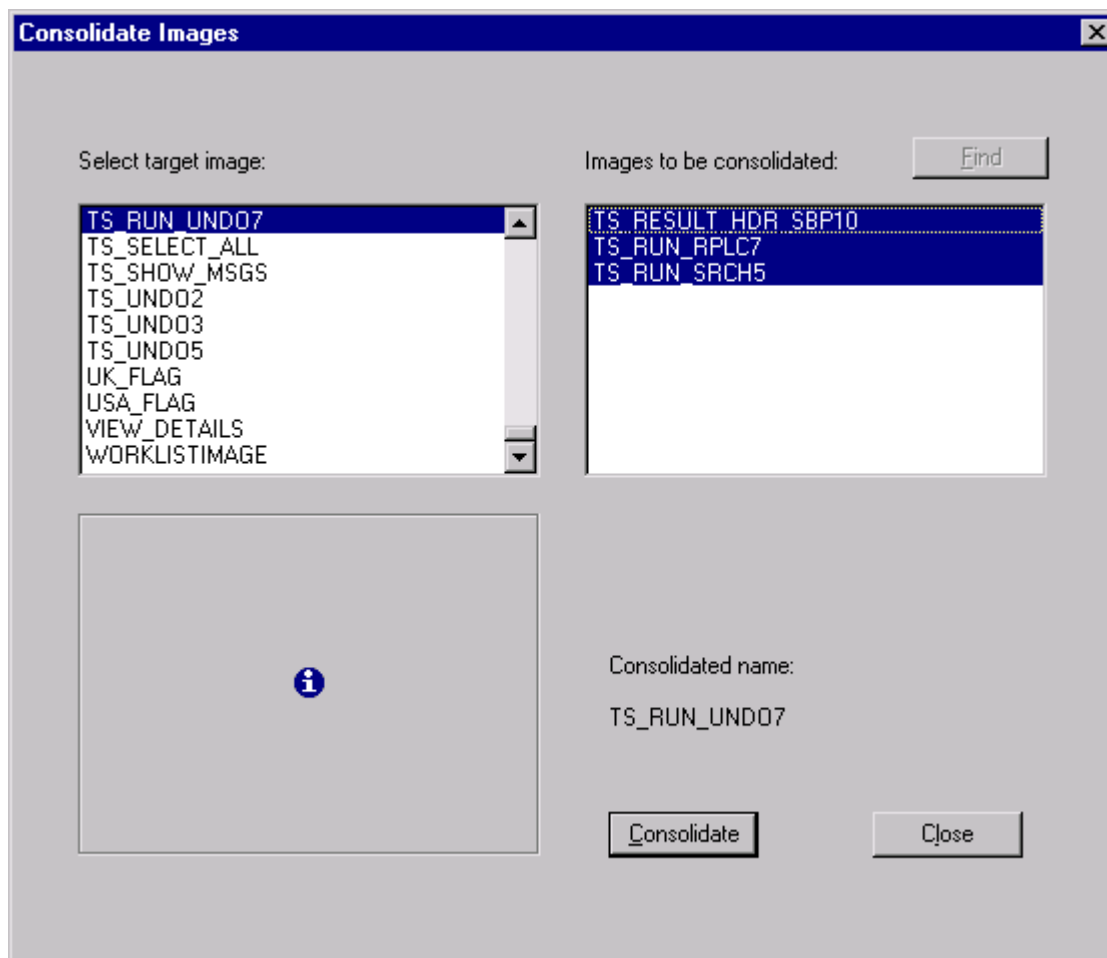 Consolidate Images
Select target image:
Images to be consolidated:
Find
TS_RUN_UNDO7
TS_SELECT_ALL
TS_SHOW_MSGS
TS_UNDO2
TS_UNDO3
TS_UNDO5
UK_FLAG
USA_FLAG
VIEW_DETAILS
WORKLISTIMAGE
TS_RESULT_HDR_SBP10
TS_RUN_RPLC7
TS_RUN_SRCH5
Consolidated name:
TS_RUN_UNDO7
Consolidate
Close